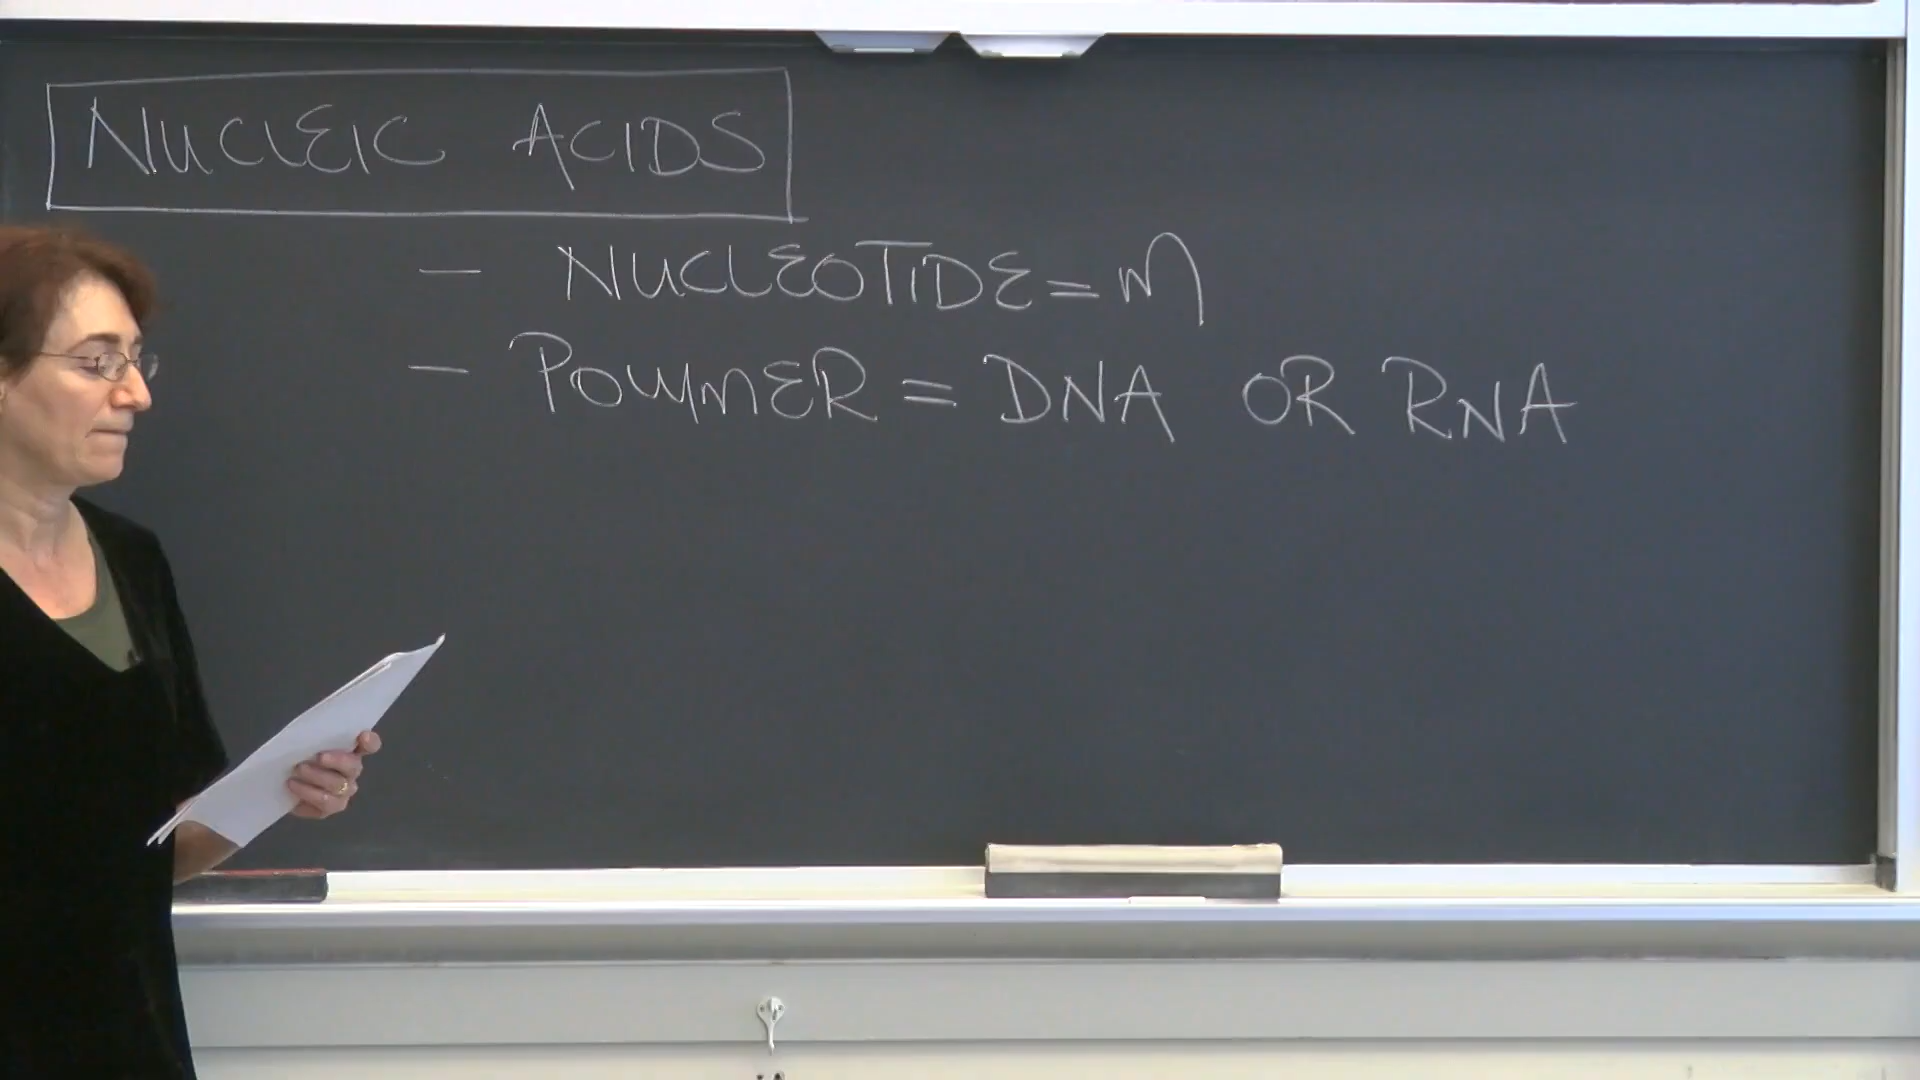 NUCLEIC ACIDS
- NUCLEOTIDE = M
- POLYMER = DNA OR RNA